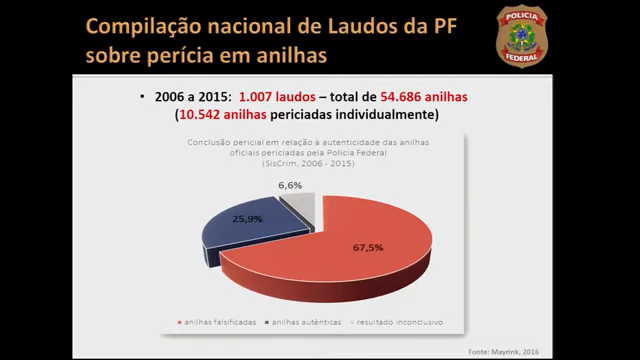 Compilação nacional de Laudos da PF
sobre perícia em anilhas
POLÍCIA
FEDERAL
• 2006 a 2015: 1.007 laudos – total de 54.686 anilhas
(10.542 anilhas periciadas individualmente)
Conclusão pericial em relação à autenticidade das anilhas
oficiais periciadas pela Polícia Federal
(SisCrim, 2006 - 2015)
6,6%
25,9%
67,5%
anilhas falsificadas anilhas autênticas resultado inconclusivo
Fonte: Mayrink, 2016